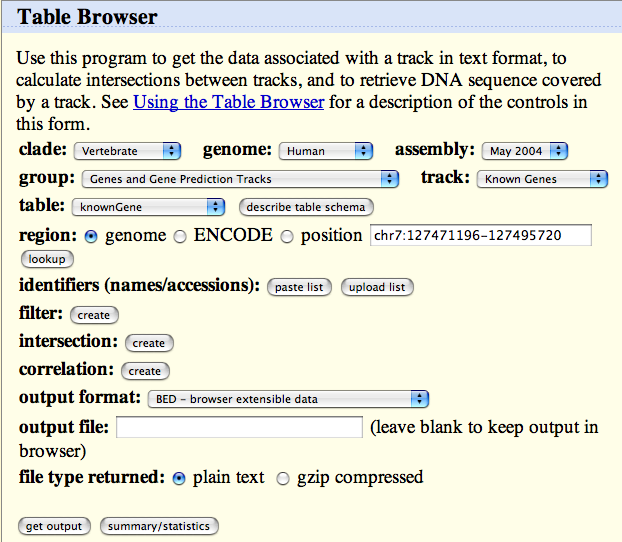 Table Browser
Use this program to get the data associated with a track in text format, to
calculate intersections between tracks, and to retrieve DNA sequence covered
by a track. See Using the Table Browser for a description of the controls in
this form.
clade: Vertebrate genome: Human assembly: May 2004
group: Genes and Gene Prediction Tracks track: Known Genes
table: knownGene describe table schema
region: genome ENCODE position chr7:127471196-127495720
lookup
identifiers (names/accessions): paste list upload list
filter: create
intersection: create
correlation: create
output format: BED - browser extensible data
output file: (leave blank to keep output in
browser)
file type returned: plain text gzip compressed
get output summary/statistics